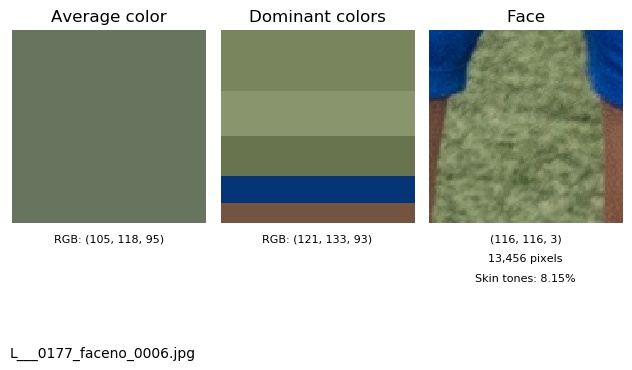 Average color
Dominant colors
Face
RGB: (105, 118, 95)
RGB: (121, 133, 93)
(116, 116, 3)
13,456 pixels
Skin tones: 8.15%
L___0177_faceno_0006.jpg